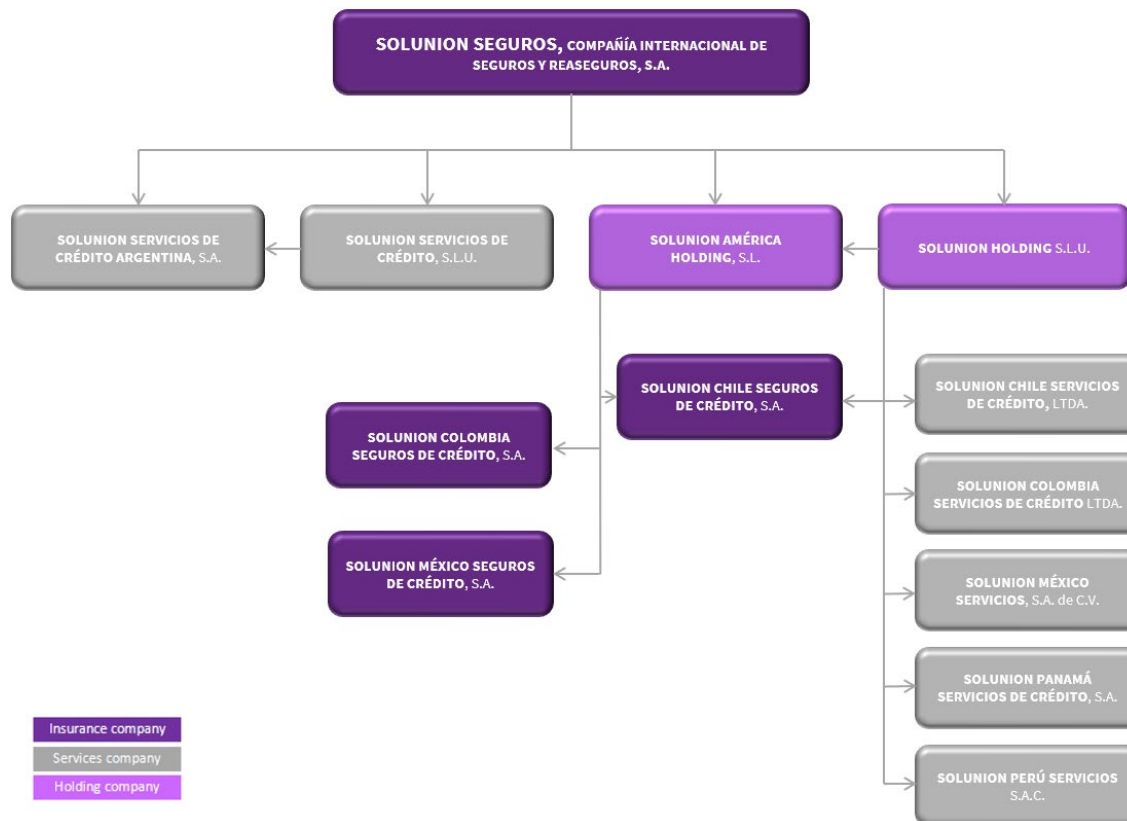 SOLUNION SEGUROS, COMPAÑÍA INTERNACIONAL DE
SEGUROS Y REASEGUROS, S.A.
SOLUNION SERVICIOS DE
CRÉDITO ARGENTINA, S.A.
SOLUNION SERVICIOS DE
CRÉDITO, S.L.U.
SOLUNION AMÉRICA
HOLDING, S.L.
SOLUNION HOLDING S.L.U.
SOLUNION CHILE SEGUROS
DE CRÉDITO, S.A.
SOLUNION CHILE SERVICIOS
DE CRÉDITO, LTDA.
SOLUNION COLOMBIA
SEGUROS DE CRÉDITO, S.A.
SOLUNION COLOMBIA
SERVICIOS DE CRÉDITO LTDA.
SOLUNION MÉXICO SEGUROS
DE CRÉDITO, S.A.
SOLUNION MÉXICO
SERVICIOS, S.A. de C.V.
SOLUNION PANAMÁ
SERVICIOS DE CRÉDITO, S.A.
SOLUNION PERÚ SERVICIOS
S.A.C.
Insurance company
Services company
Holding company